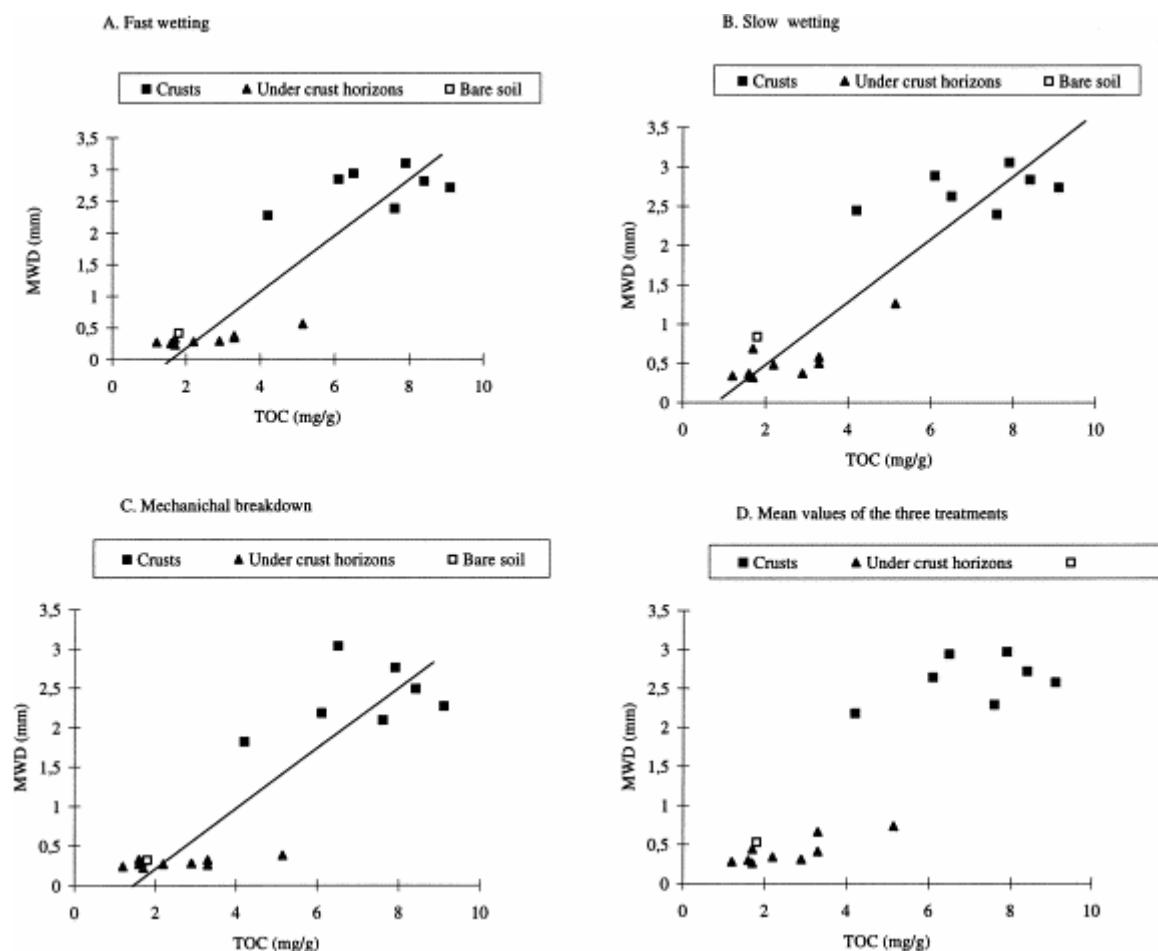 A. Fast wetting
■ Crusts ▲ Under crust horizons □ Bare soil
3,5
3
2,5
2
1,5
1
0,5
0
MWD (mm)
0 2 4 6 8 10
TOC (mg/g)
B. Slow wetting
■ Crusts ▲ Under crust horizons □ Bare soil
3,5
3
2,5
2
1,5
1
0,5
0
MWD (mm)
0 2 4 6 8 10
TOC (mg/g)
C. Mechanichal breakdown
■ Crusts ▲ Under crust horizons □ Bare soil
3,5
3
2,5
2
1,5
1
0,5
0
MWD (mm)
0 2 4 6 8 10
TOC (mg/g)
D. Mean values of the three treatments
■ Crusts ▲ Under crust horizons □
3,5
3
2,5
2
1,5
1
0,5
0
MWD (mm)
0 2 4 6 8 10
TOC (mg/g)